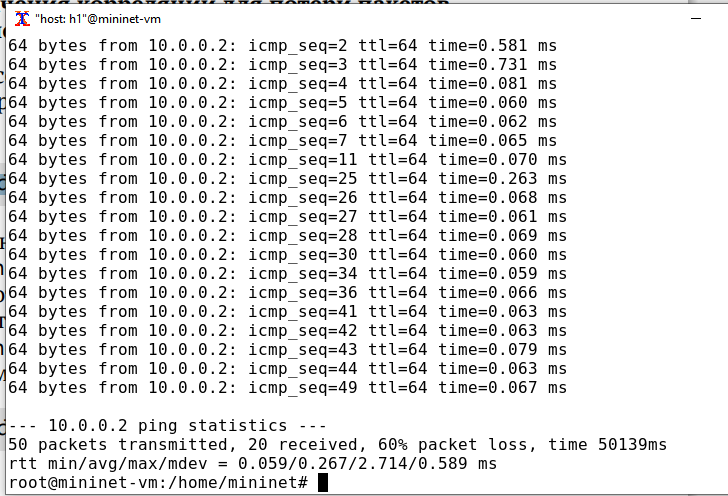 "host: h1"@mininet-vm
64 bytes from 10.0.0.2: icmp_seq=2 ttl=64 time=0.581 ms
64 bytes from 10.0.0.2: icmp_seq=3 ttl=64 time=0.731 ms
64 bytes from 10.0.0.2: icmp_seq=4 ttl=64 time=0.081 ms
64 bytes from 10.0.0.2: icmp_seq=5 ttl=64 time=0.060 ms
64 bytes from 10.0.0.2: icmp_seq=6 ttl=64 time=0.062 ms
64 bytes from 10.0.0.2: icmp_seq=7 ttl=64 time=0.065 ms
64 bytes from 10.0.0.2: icmp_seq=11 ttl=64 time=0.070 ms
64 bytes from 10.0.0.2: icmp_seq=25 ttl=64 time=0.263 ms
64 bytes from 10.0.0.2: icmp_seq=26 ttl=64 time=0.068 ms
64 bytes from 10.0.0.2: icmp_seq=27 ttl=64 time=0.061 ms
64 bytes from 10.0.0.2: icmp_seq=28 ttl=64 time=0.069 ms
64 bytes from 10.0.0.2: icmp_seq=30 ttl=64 time=0.060 ms
64 bytes from 10.0.0.2: icmp_seq=34 ttl=64 time=0.059 ms
64 bytes from 10.0.0.2: icmp_seq=36 ttl=64 time=0.066 ms
64 bytes from 10.0.0.2: icmp_seq=41 ttl=64 time=0.063 ms
64 bytes from 10.0.0.2: icmp_seq=42 ttl=64 time=0.063 ms
64 bytes from 10.0.0.2: icmp_seq=43 ttl=64 time=0.079 ms
64 bytes from 10.0.0.2: icmp_seq=44 ttl=64 time=0.063 ms
64 bytes from 10.0.0.2: icmp_seq=49 ttl=64 time=0.067 ms
--- 10.0.0.2 ping statistics ---
50 packets transmitted, 20 received, 60% packet loss, time 50139ms
rtt min/avg/max/mdev = 0.059/0.267/2.714/0.589 ms
root@mininet-vm:/home/mininet#